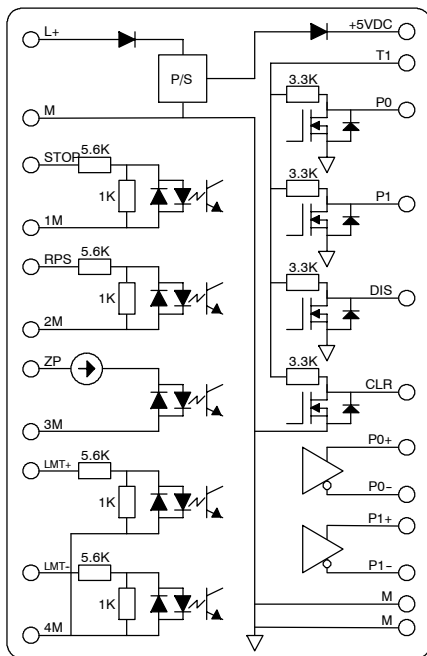 L+
+5VDC
T1
P/S
3.3K
P0
M
STOP
5.6K
1K
1M
3.3K
P1
RPS
5.6K
1K
2M
3.3K
DIS
ZP
3M
3.3K
CLR
LMT+
5.6K
1K
P0+
P0−
LMT-
5.6K
1K
4M
P1+
P1−
M
M